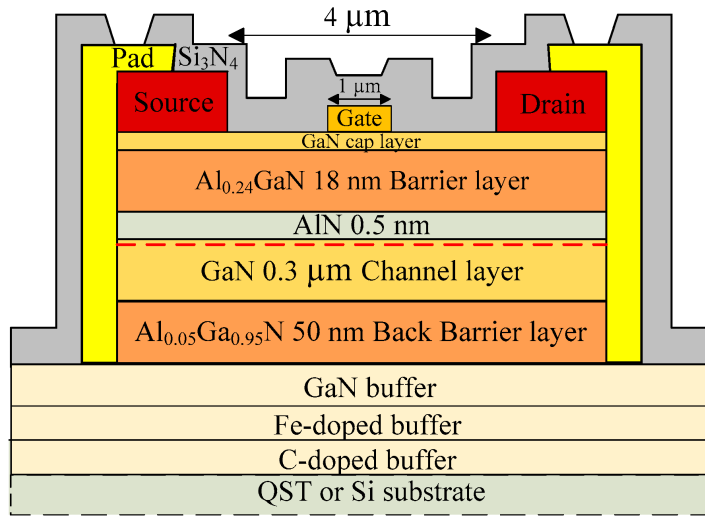 4 μm
Pad Si₃N₄
1 μm
Source
Drain
Gate
GaN cap layer
Al₀.₂₄GaN 18 nm Barrier layer
AlN 0.5 nm
GaN 0.3 μm Channel layer
Al₀.₀₅Ga₀.₉₅N 50 nm Back Barrier layer
GaN buffer
Fe-doped buffer
C-doped buffer
QST or Si substrate